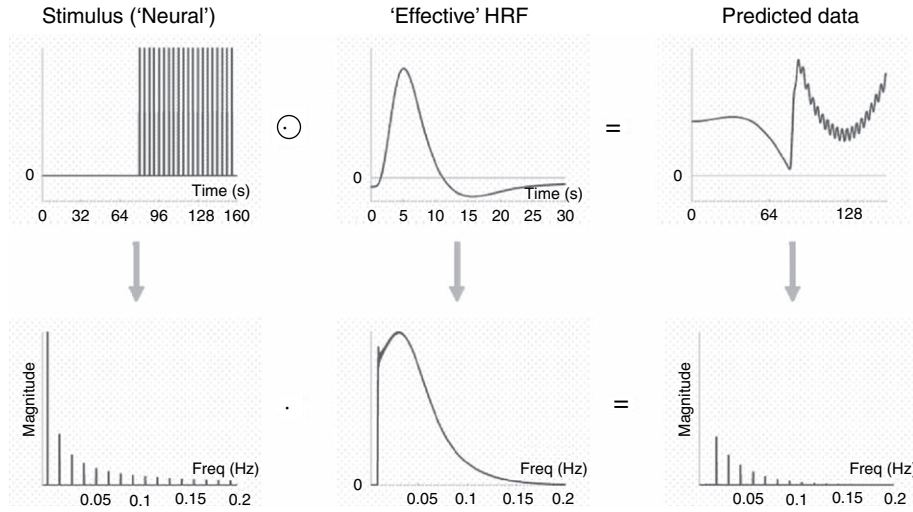 Stimulus (‘Neural’) ‘Effective’ HRF Predicted data
0 Time (s)
0 32 64 96 128 160
0 Time (s)
0 5 10 15 20 25 30
=
0
0 64 128
Magnitude
Freq (Hz)
0.05 0.1 0.15 0.2
0
Freq (Hz)
0.05 0.1 0.15 0.2
=
Magnitude
Freq (Hz)
0.05 0.1 0.15 0.2